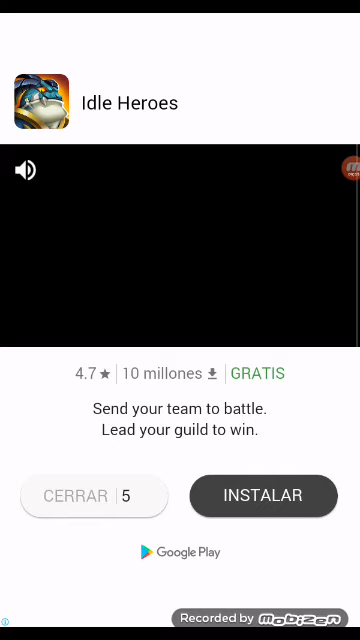 Idle Heroes
4.7 ★ | 10 millones | GRATIS
Send your team to battle.
Lead your guild to win.
CERRAR | 5
INSTALAR
Google Play
Recorded by mobizen